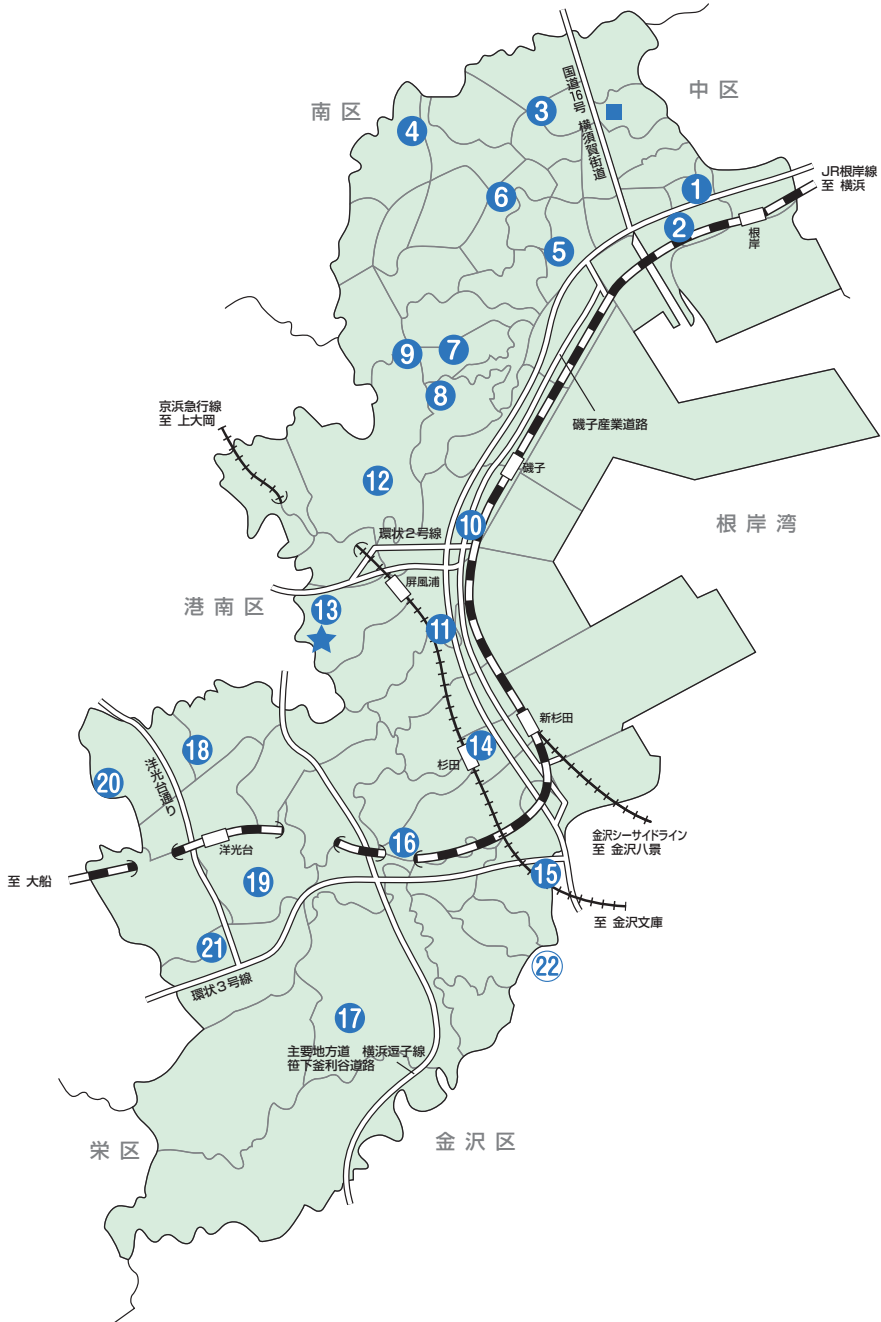 中区
国道16号 横須賀街道
南区
3
4
JR根岸線
至 横浜
1
6
2
根岸
5
9
7
8
京浜急行線
至 上大岡
磯子産業道路
磯子
12
根岸湾
10
環状2号線
屏風浦
港南区
13
11
新杉田
14
杉田
18
洋光台通り
20
金沢シーサイドライン
至 金沢八景
16
洋光台
至 大船
19
15
至 金沢文庫
21
22
環状3号線
17
主要地方道 横浜逗子線
笹下釜利谷道路
栄区
金沢区